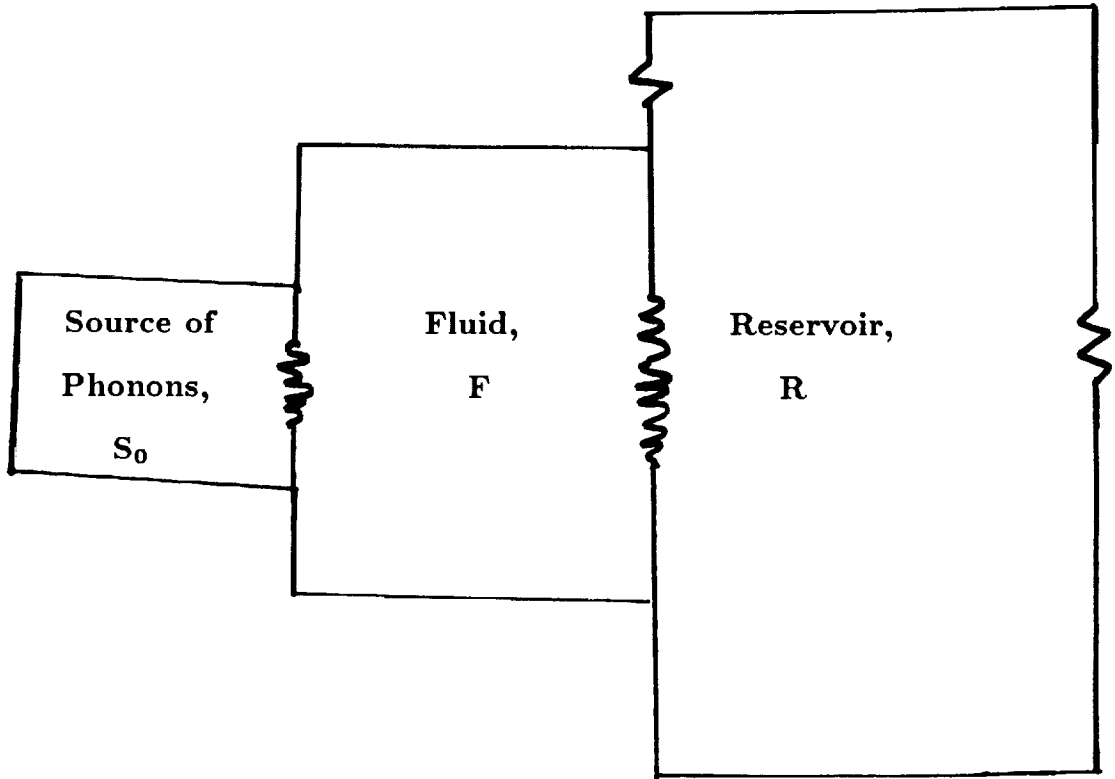 Source of
Phonons,
S₀
Fluid,
F
Reservoir,
R